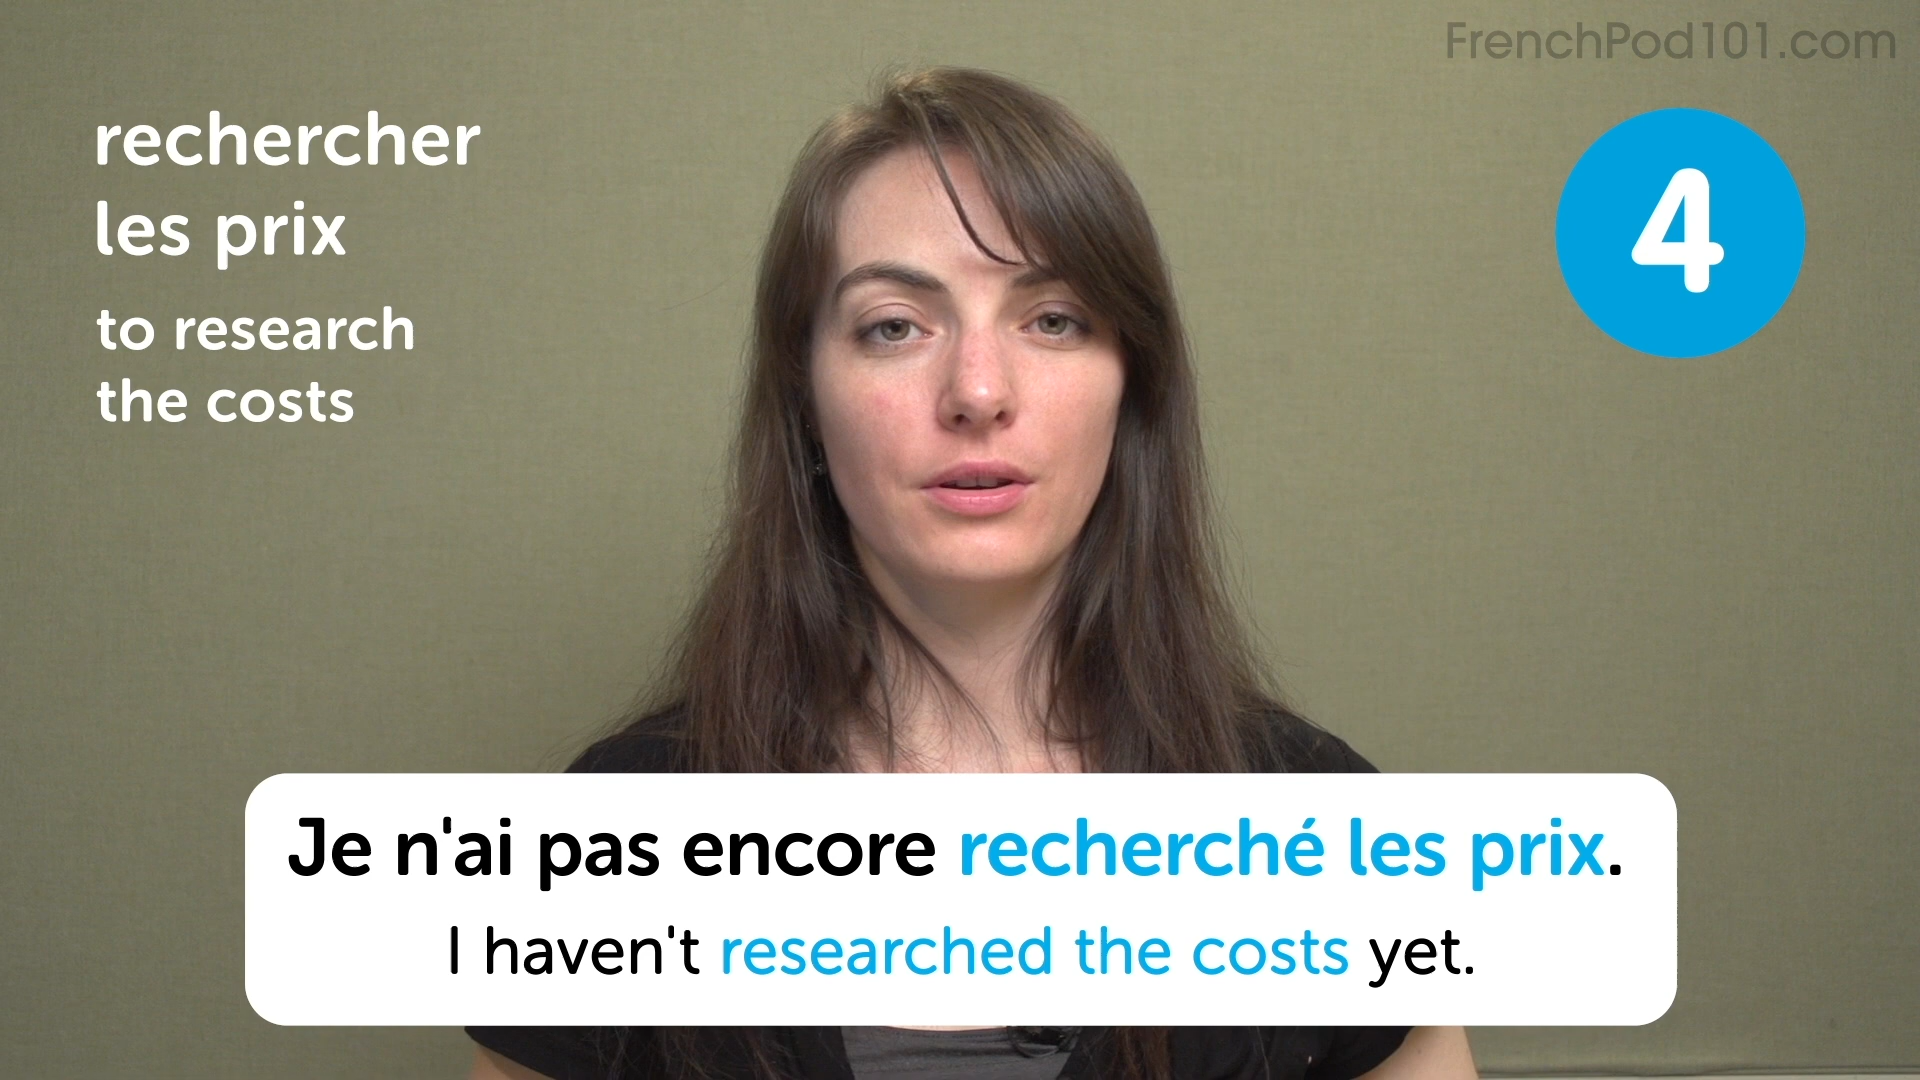 FrenchPod101.com
rechercher
les prix
to research
the costs
4
Je n'ai pas encore recherché les prix.
I haven't researched the costs yet.